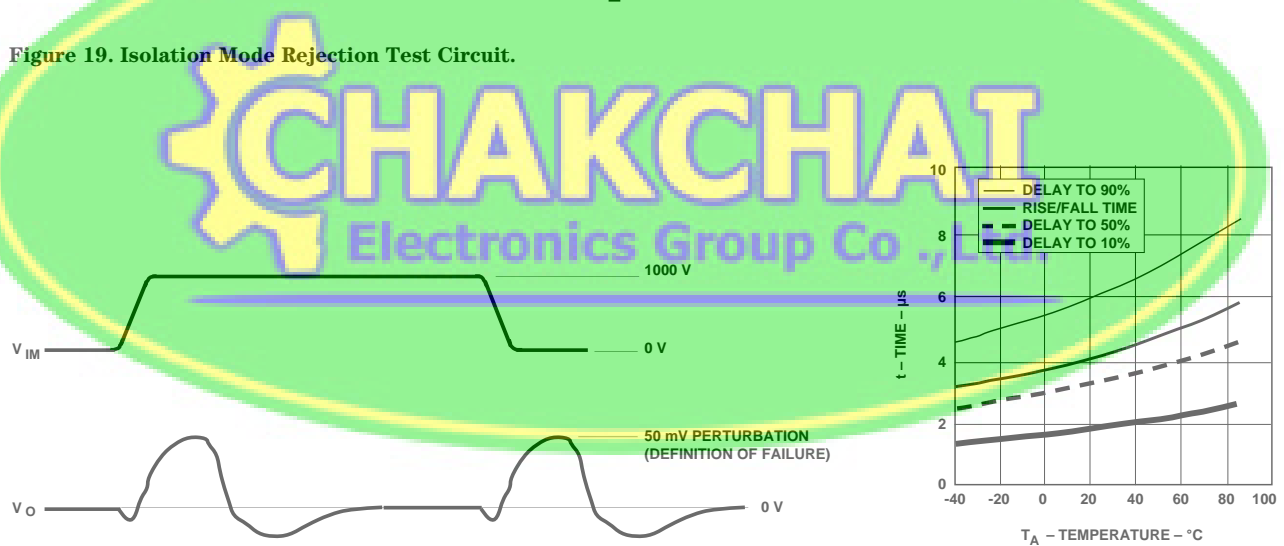 Figure 19. Isolation Mode Rejection Test Circuit.
CHAKCHAI
Electronics Group Co .,Ltd.
V IM
1000 V
0 V
V O
50 mV PERTURBATION
(DEFINITION OF FAILURE)
0 V
DELAY TO 90%
RISE/FALL TIME
DELAY TO 50%
DELAY TO 10%
t – TIME – µs
10
8
6
4
2
0
-40 -20 0 20 40 60 80 100
TA – TEMPERATURE – °C